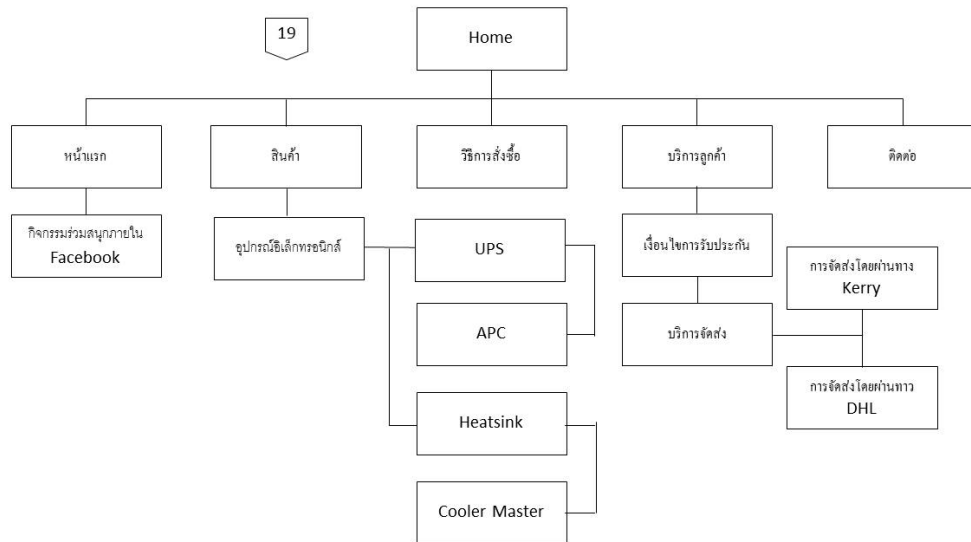 19
Home
หน้าแรก
สินค้า
วิธีการสั่งซื้อ
บริการลูกค้า
ติดต่อ
กิจกรรมร่วมสนุกภายใน
Facebook
อุปกรณ์อิเล็กทรอนิกส์
UPS
เงื่อนไขการรับประกัน
การจัดส่งโดยผ่านทาง
Kerry
APC
บริการจัดส่ง
การจัดส่งโดยผ่านทาว
DHL
Heatsink
Cooler Master